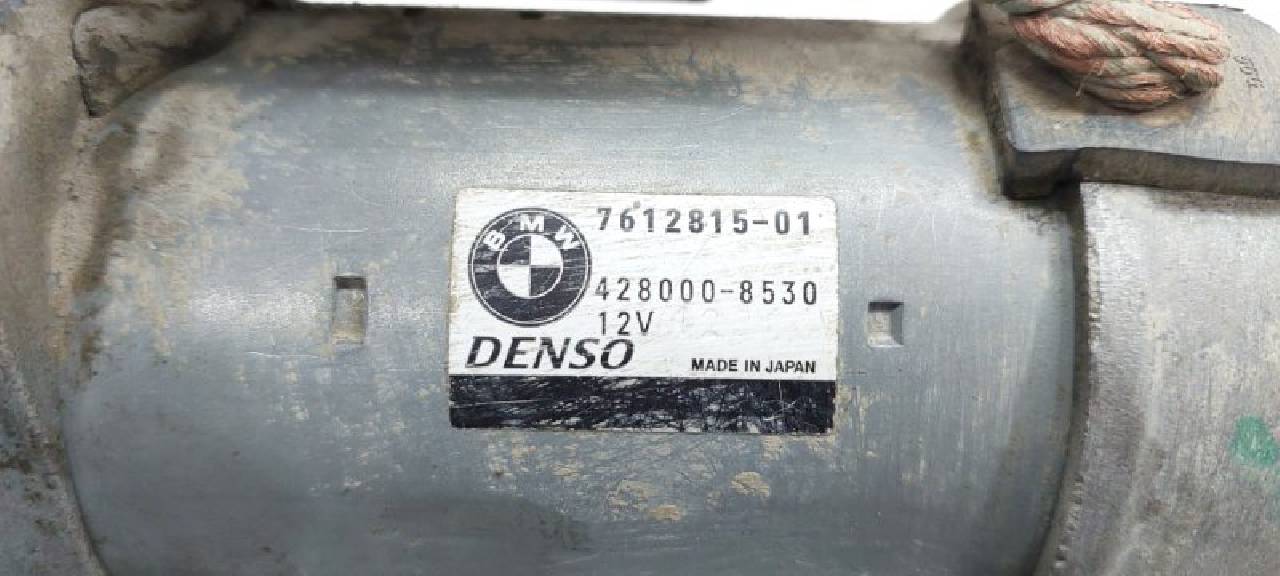 BMW
7612815-01
428000-8530
12V
DENSO
MADE IN JAPAN